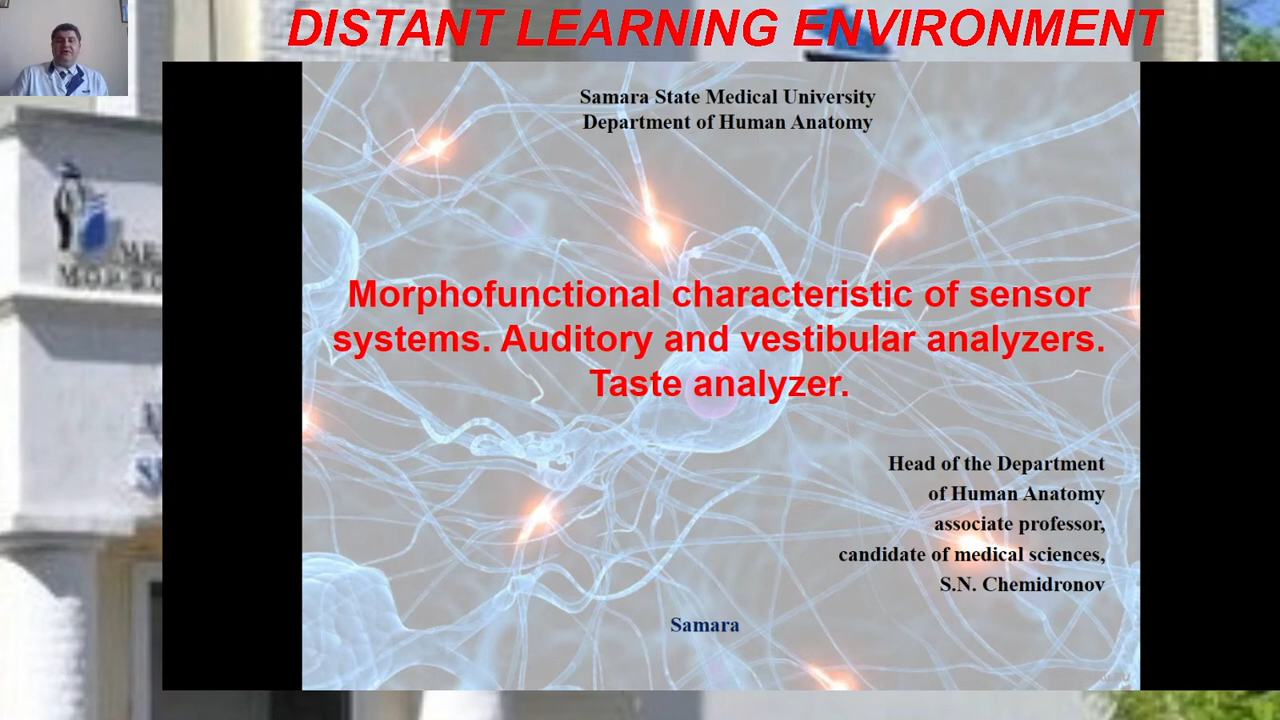 DISTANT LEARNING ENVIRONMENT
Samara State Medical University
Department of Human Anatomy
Morphofunctional characteristic of sensor
systems. Auditory and vestibular analyzers.
Taste analyzer.
Head of the Department
of Human Anatomy
associate professor,
candidate of medical sciences,
S.N. Chemidronov
Samara